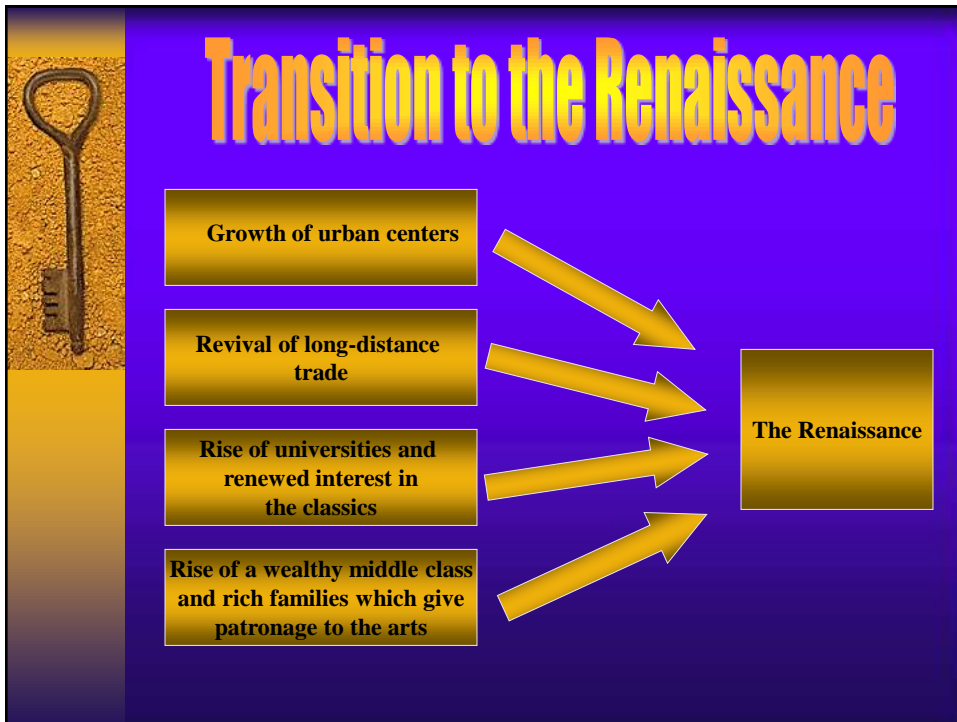 Transition to the Renaissance
Growth of urban centers
Revival of long-distance
trade
Rise of universities and
renewed interest in
the classics
Rise of a wealthy middle class
and rich families which give
patronage to the arts
The Renaissance